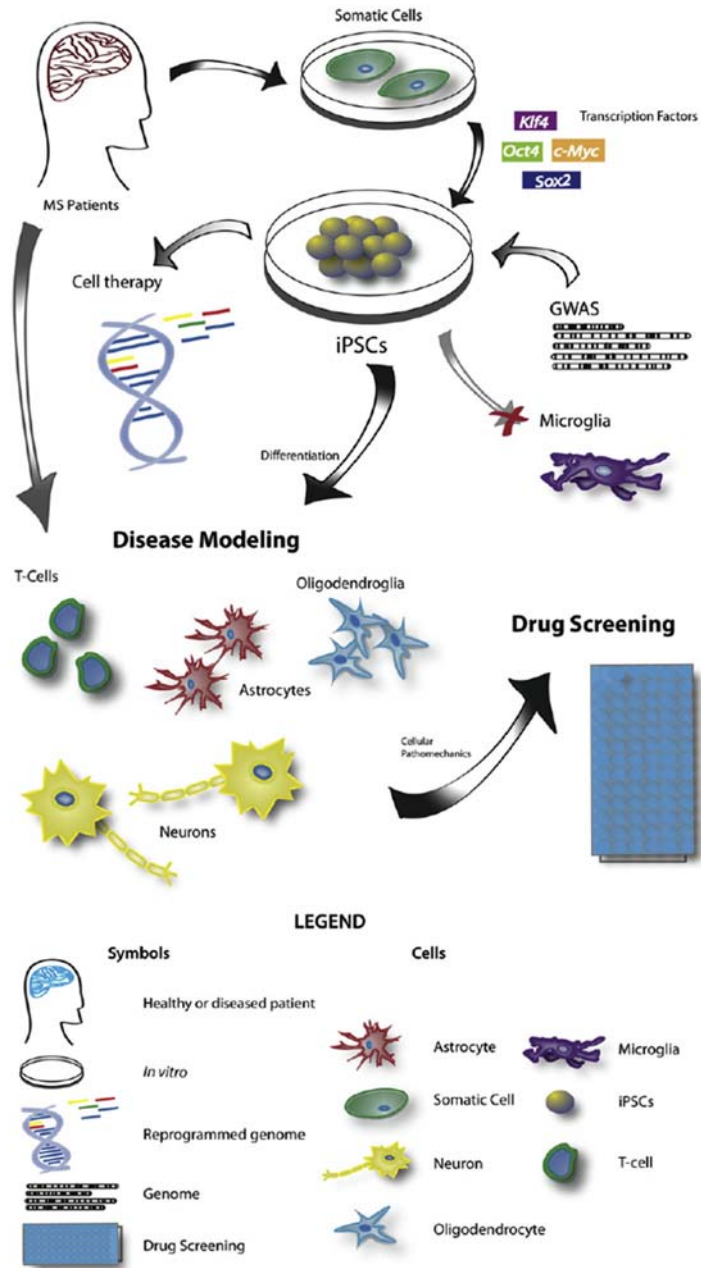 Somatic Cells
Klf4
Transcription Factors
Oct4
c-Myc
Sox2
MS Patients
Cell therapy
GWAS
iPSCs
Microglia
Differentiation
Disease Modeling
T-Cells
Oligodendroglia
Drug Screening
Astrocytes
Cellular
Pathomechanics
Neurons
LEGEND
Symbols
Cells
Healthy or diseased patient
Astrocyte
Microglia
In vitro
Somatic Cell
iPSCs
Reprogrammed genome
Neuron
T-cell
Genome
Oligodendrocyte
Drug Screening